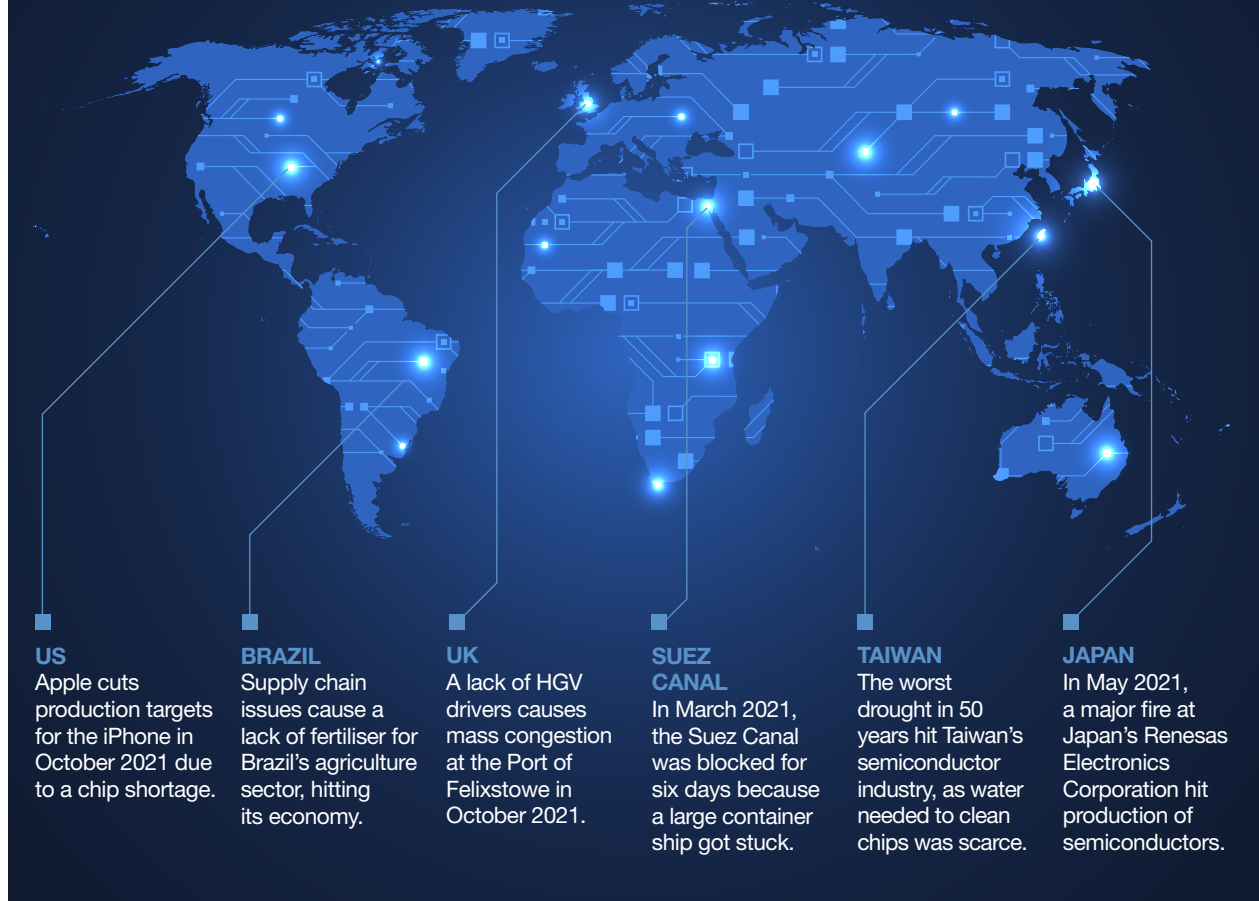 US
Apple cuts
production targets
for the iPhone in
October 2021 due
to a chip shortage.
BRAZIL
Supply chain
issues cause a
lack of fertiliser for
Brazil's agriculture
sector, hitting
its economy.
UK
A lack of HGV
drivers causes
mass congestion
at the Port of
Felixstowe in
October 2021.
SUEZ
CANAL
In March 2021,
the Suez Canal
was blocked for
six days because
a large container
ship got stuck.
TAIWAN
The worst
drought in 50
years hit Taiwan's
semiconductor
industry, as water
needed to clean
chips was scarce.
JAPAN
In May 2021,
a major fire at
Japan's Renesas
Electronics
Corporation hit
production of
semiconductors.